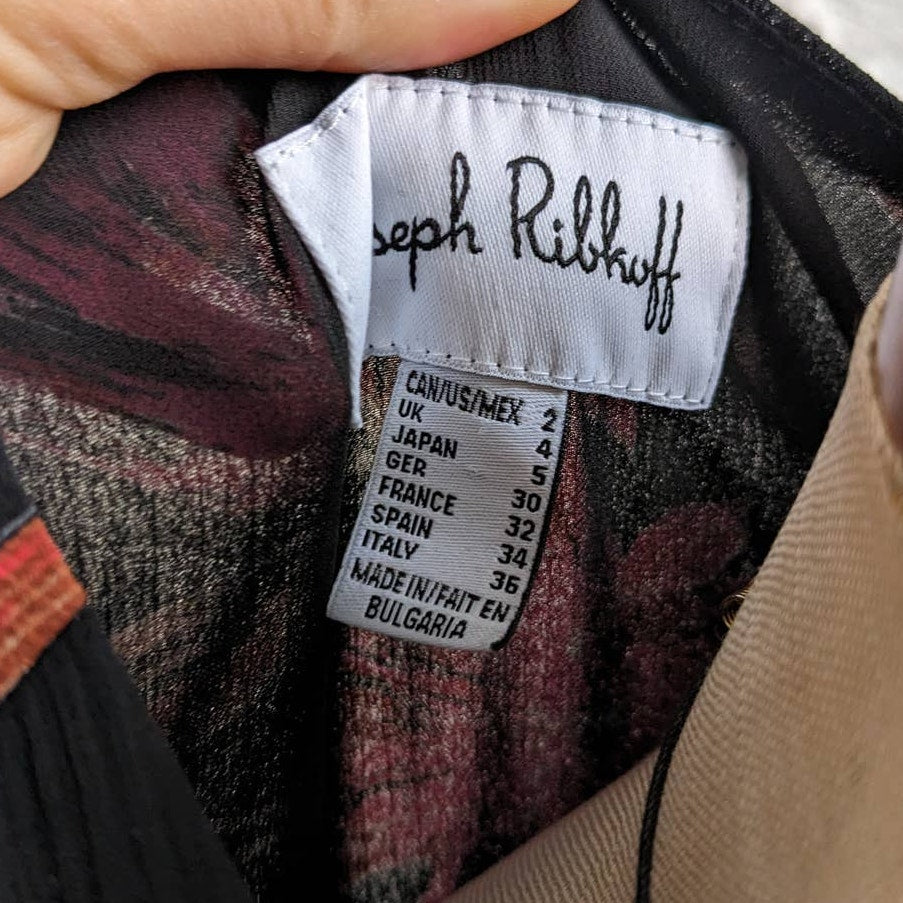 seph Ribkoff
CAN/US/MEX 2
UK 4
JAPAN 5
GER 30
FRANCE 32
SPAIN 34
ITALY 36
MADE IN/FAIT EN
BULGARIA